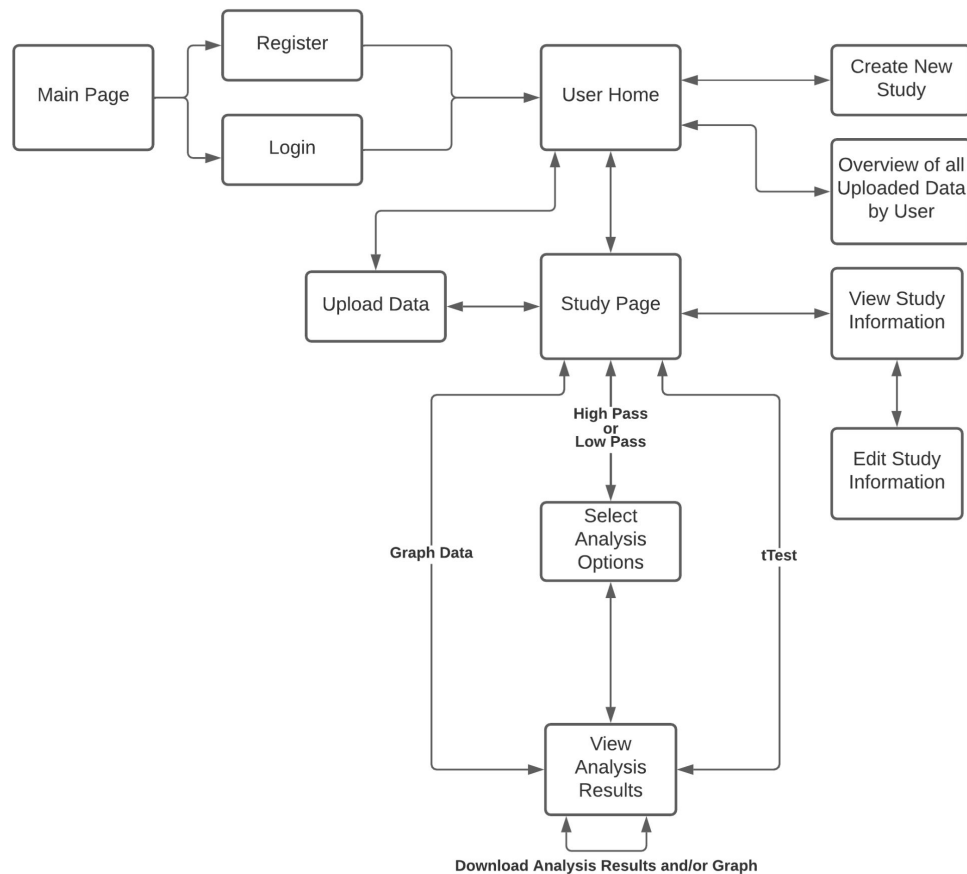 Main Page
Register
Login
User Home
Create New
Study
Overview of all
Uploaded Data
by User
Upload Data
Study Page
View Study
Information
Edit Study
Information
High Pass
or
Low Pass
Select
Analysis
Options
Graph Data
tTest
View
Analysis
Results
Download Analysis Results and/or Graph